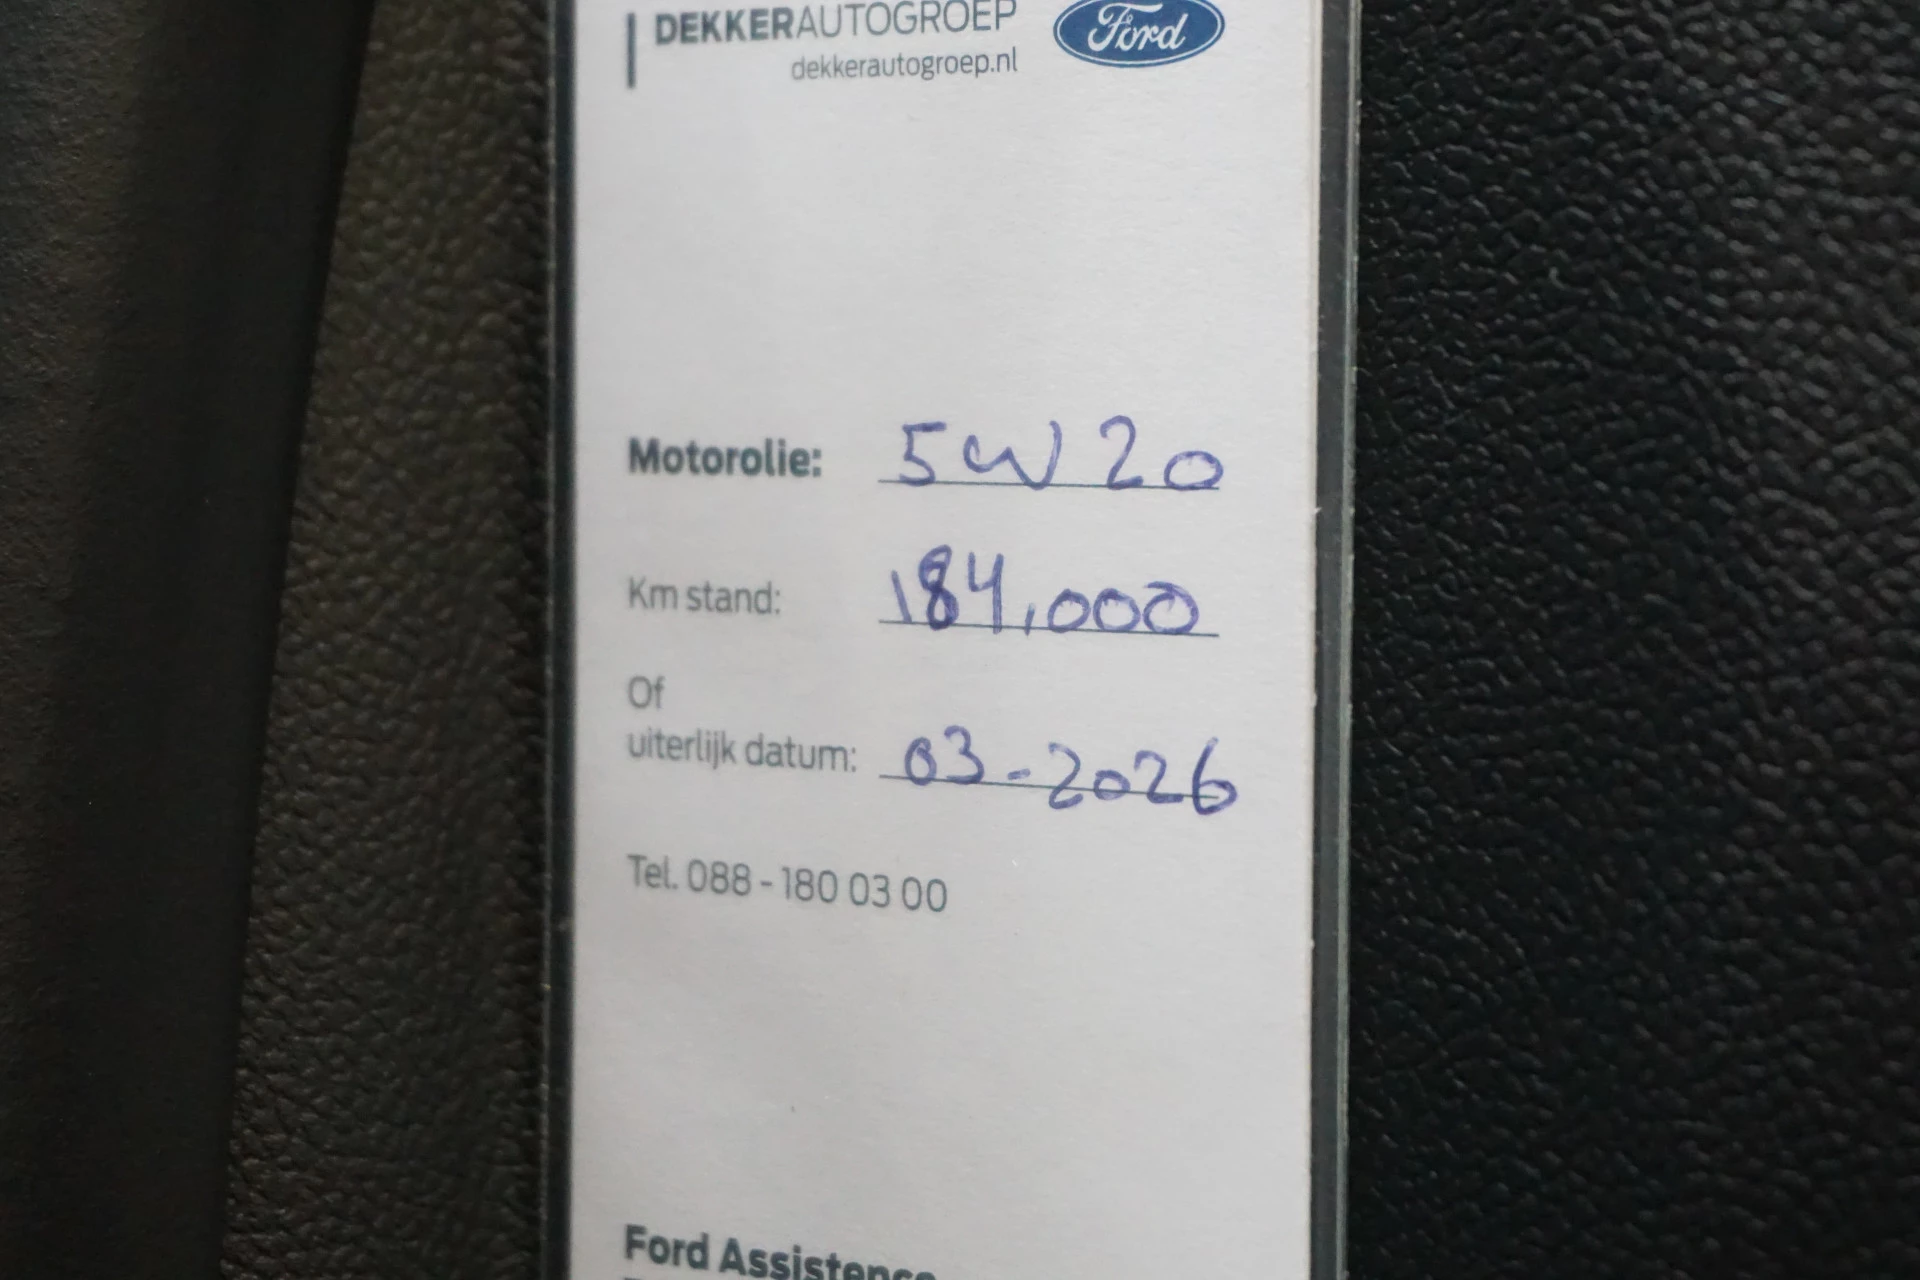 DEKKERAUTOGROEP
Ford
dekkerautogroep.nl
Motorolie: 5W20
Km stand: 184.000
Of
uiterlijk datum: 03-2026
Tel. 088 - 180 03 00
Ford Assistence